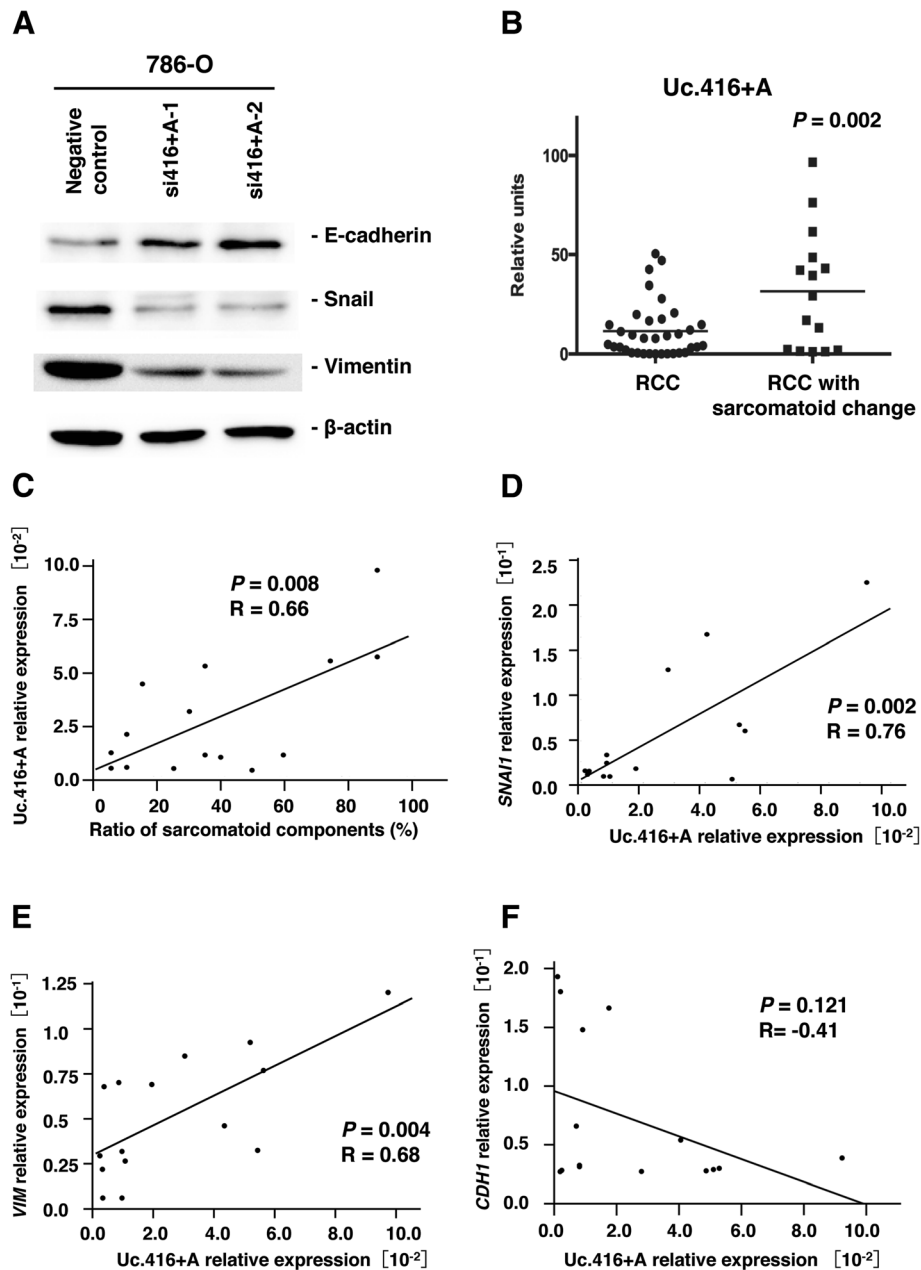 A
786-O
Negative
control
si416+A-1
si416+A-2
- E-cadherin
- Snail
- Vimentin
- β-actin
B
Uc.416+A
P = 0.002
Relative units
100
50
0
RCC
RCC with
sarcomatoid change
C
Uc.416+A relative expression [10-2]
10.0
7.5
5.0
2.5
0.0
P = 0.008
R = 0.66
0 20 40 60 80 100
Ratio of sarcomatoid components (%)
D
SNAI1 relative expression [10-1]
2.5
2.0
1.5
1.0
0.5
0.0
P = 0.002
R = 0.76
0.0 2.0 4.0 6.0 8.0 10.0
Uc.416+A relative expression [10-2]
E
VIM relative expression [10-1]
1.25
1.0
0.75
0.5
0.25
0.0
P = 0.004
R = 0.68
0.0 2.0 4.0 6.0 8.0 10.0
Uc.416+A relative expression [10-2]
F
CDH1 relative expression [10-1]
2.0
1.5
1.0
0.5
0.0
P = 0.121
R= -0.41
0.0 2.0 4.0 6.0 8.0 10.0
Uc.416+A relative expression [10-2]